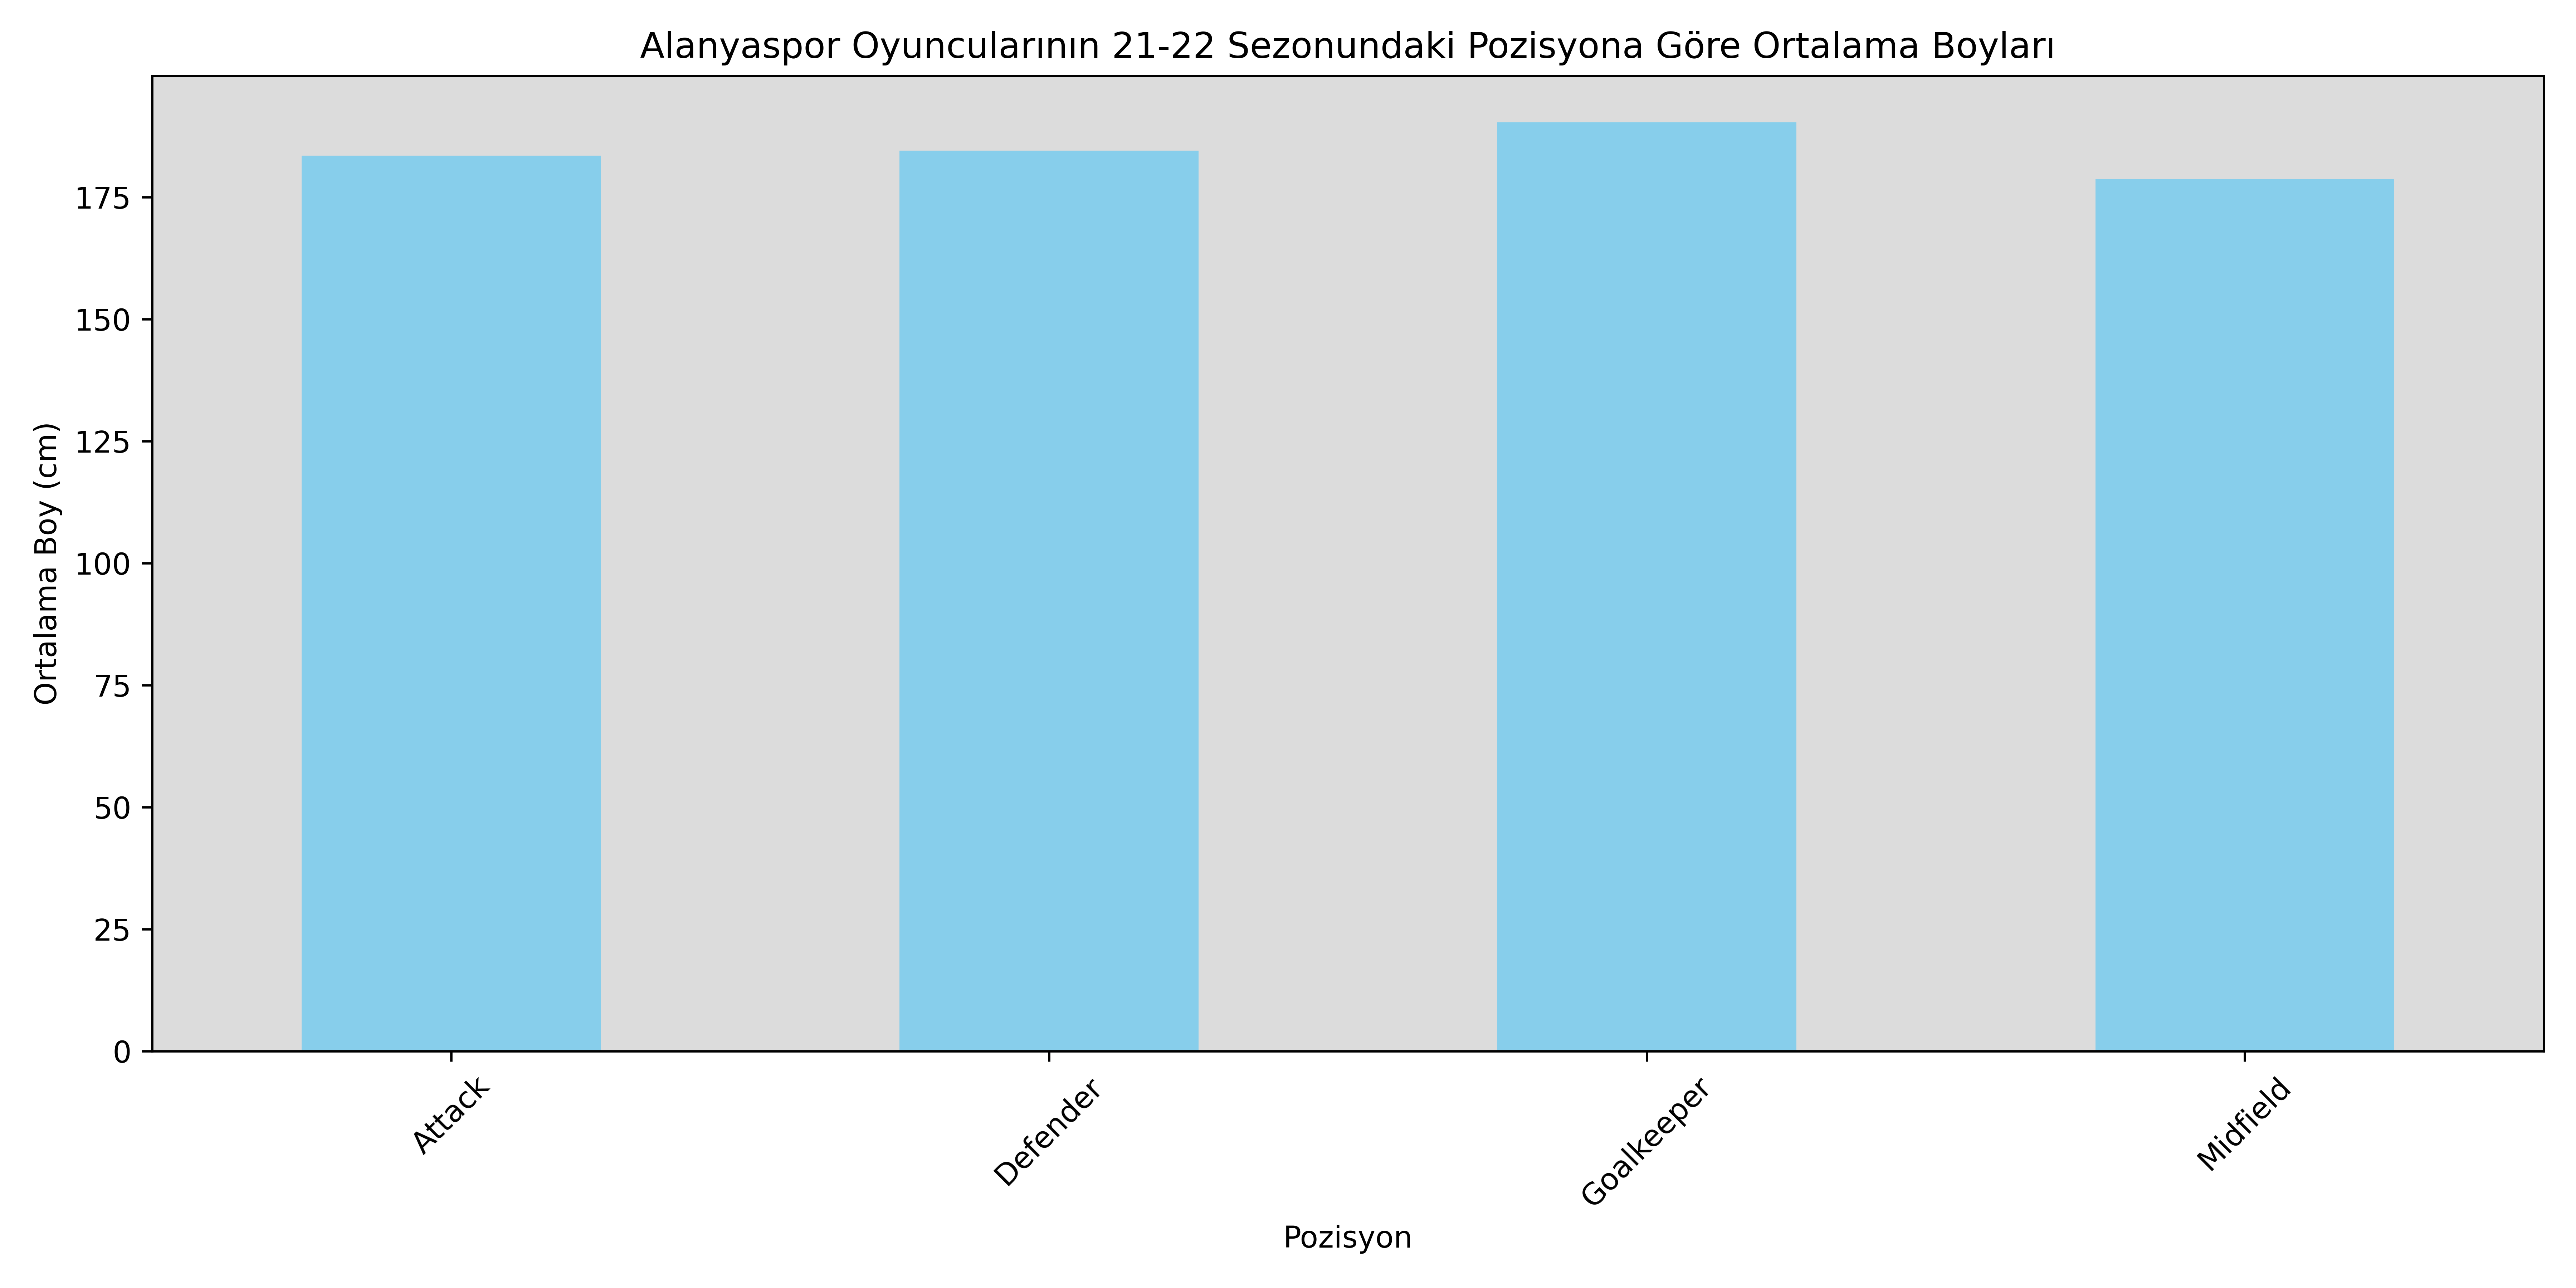 Alanyaspor Oyuncularının 21-22 Sezonundaki Pozisyona Göre Ortalama Boyları
Ortalama Boy (cm)
175
150
125
100
75
50
25
0
Attack
Defender
Goalkeeper
Midfield
Pozisyon